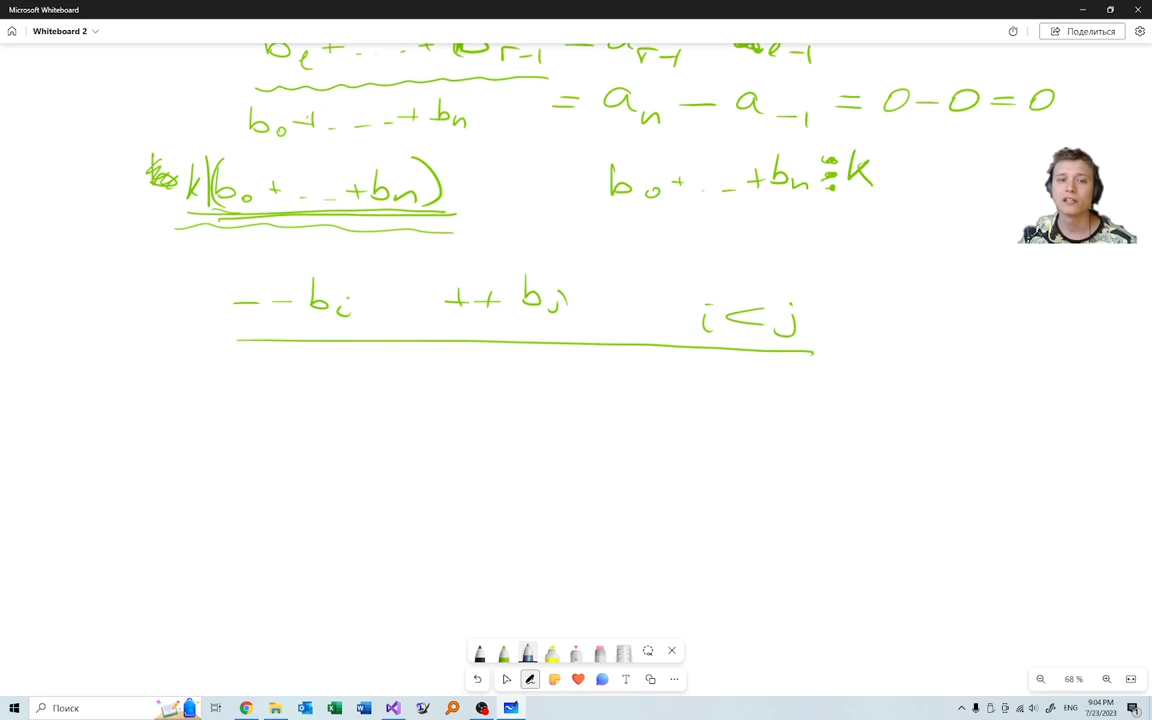 Microsoft Whiteboard
Whiteboard 2
Поделиться
b₀ + ... + bₙ = aₙ − a₋₁ = 0 − 0 = 0
k|(b₀ + ... + bₙ)
b₀ + ... + bₙ ⋮ k
−− bᵢ ++ bⱼ i < j
68 %
Поиск
ENG
9:04 PM
7/23/2023